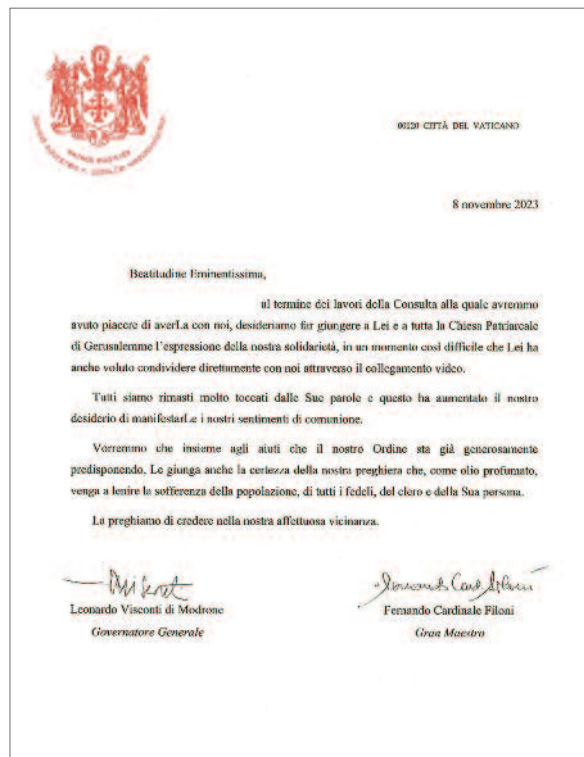 00120 CITTÀ DEL VATICANO
8 novembre 2023
Beatitudine Eminentissima,
al termine dei lavori della Consulta alla quale avremmo
avuto piacere di averLa con noi, desideriamo far giungere a Lei e a tutta la Chiesa Patriarcale
di Gerusalemme l'espressione della nostra solidarietà, in un momento così difficile che Lei ha
anche voluto condividere direttamente con noi attraverso il collegamento video.
Tutti siamo rimasti molto toccati dalle Sue parole e questo ha aumentato il nostro
desiderio di manifestarLe i nostri sentimenti di comunione.
Vorremmo che insieme agli aiuti che il nostro Ordine sta già generosamente
predisponendo, Le giunga anche la certezza della nostra preghiera che, come olio profumato,
venga a lenire la sofferenza della popolazione, di tutti i fedeli, del clero e della Sua persona.
La preghiamo di credere nella nostra affettuosa vicinanza.
Fernando Card. Filoni
Leonardo Visconti di Modrone
Fernando Cardinale Filoni
Governatore Generale
Gran Maestro